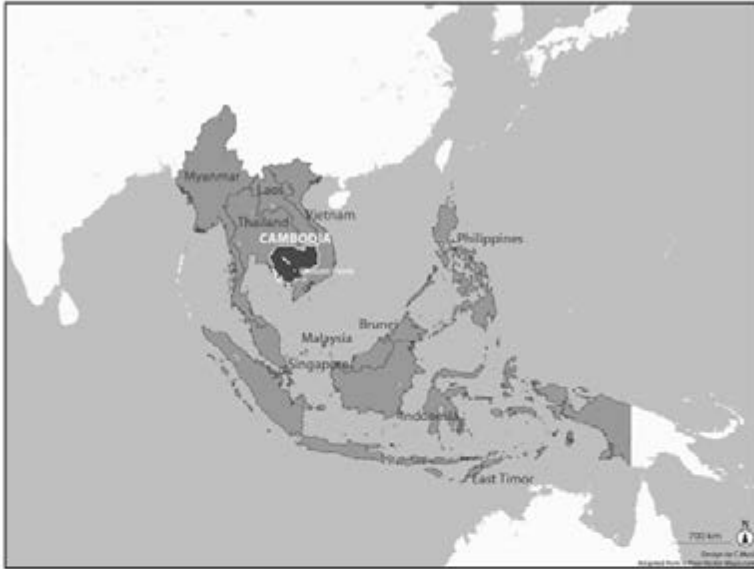 Myanmar
Laos
Vietnam
Thailand
CAMBODIA
Philippines
Brunei
Malaysia
Singapore
Indonesia
East Timor
N
700 km